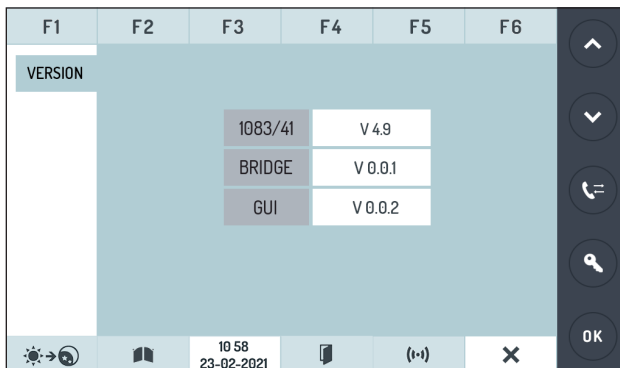 F1 F2 F3 F4 F5 F6
VERSION
1083/41 V 4.9
BRIDGE V 0.0.1
GUI V 0.0.2
10 58
23-02-2021
OK